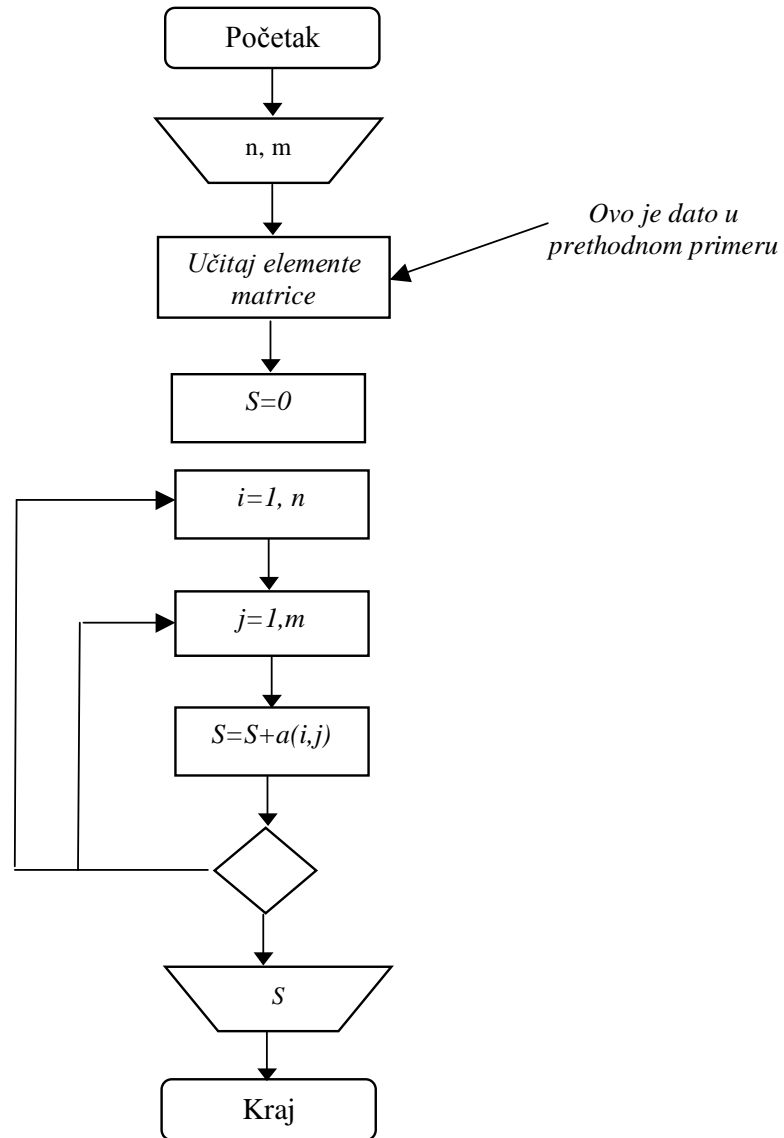 Početak
n, m
Ovo je dato u
prethodnom primeru
Učitaj elemente
matrice
S=0
i=1, n
j=1,m
S=S+a(i,j)
S
Kraj